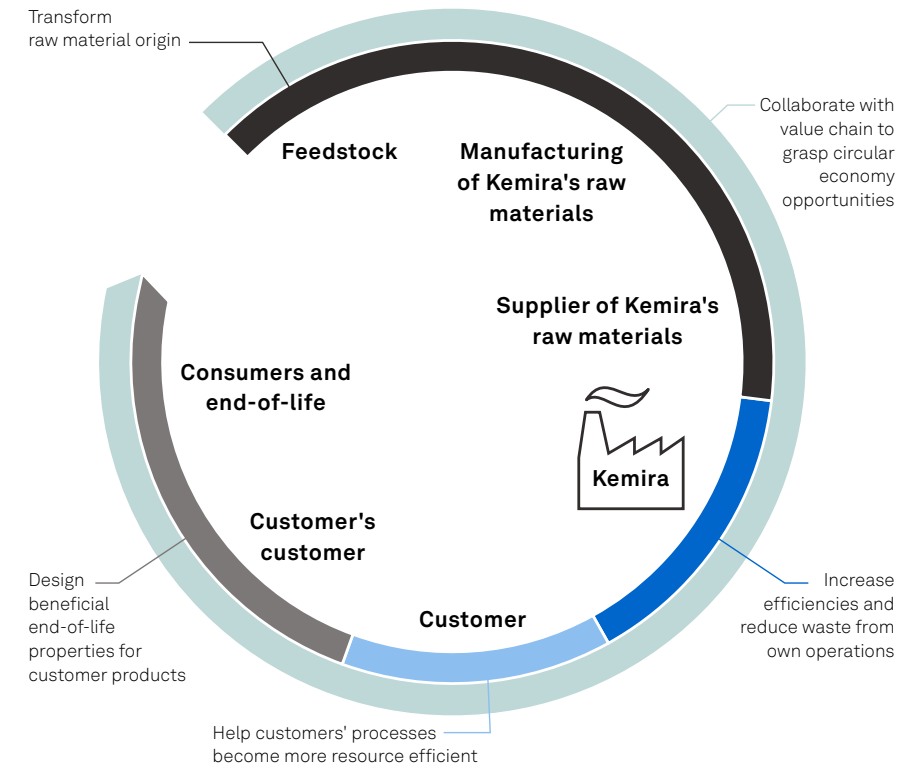 Transform
raw material origin
Feedstock
Manufacturing
of Kemira's raw
materials
Collaborate with
value chain to
grasp circular
economy
opportunities
Supplier of Kemira's
raw materials
Kemira
Consumers and
end-of-life
Customer's
customer
Customer
Design
beneficial
end-of-life
properties for
customer products
Increase
efficiencies and
reduce waste from
own operations
Help customers' processes
become more resource efficient